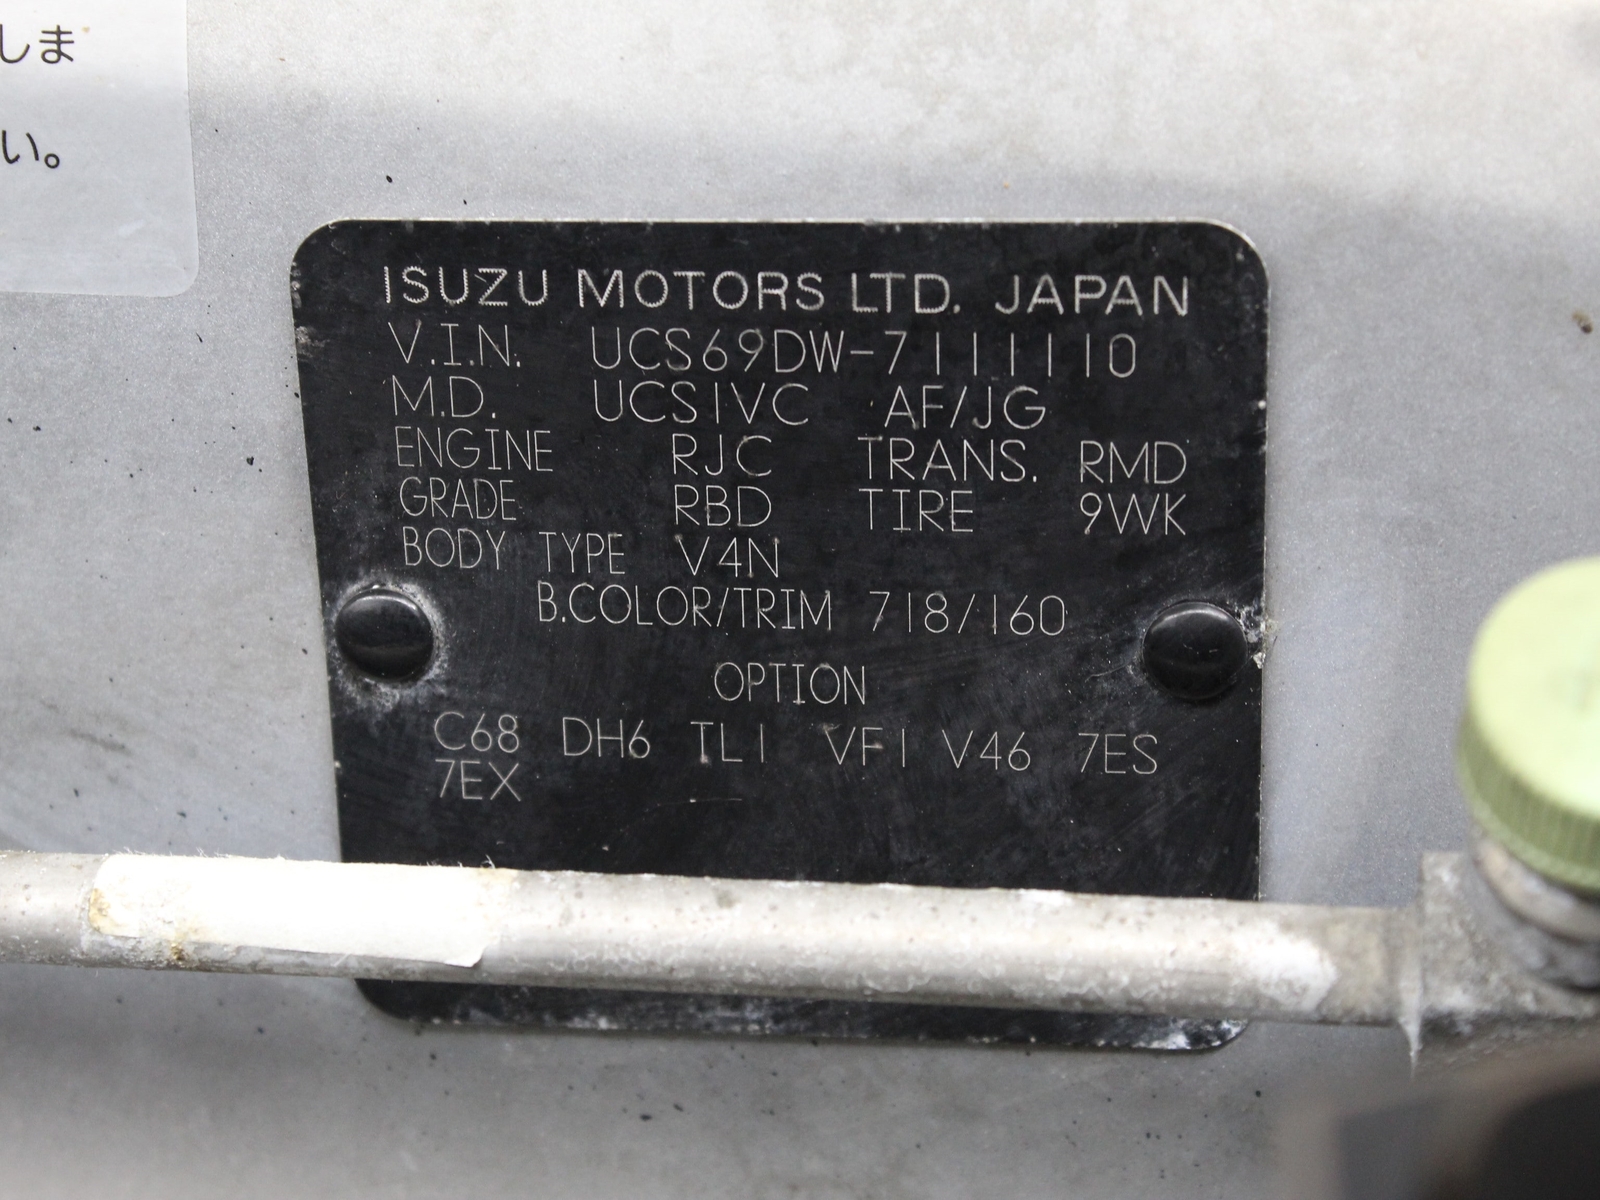 しま
い。
ISUZU MOTORS LTD. JAPAN
V.I.N. UCS69DW-7111110
M.D. UCS1VC AF/JG
ENGINE RJC TRANS. RMD
GRADE RBD TIRE 9WK
BODY TYPE V4N
B.COLOR/TRIM 718/160
OPTION
C68 DH6 TL1 VF1 V46 7ES
7EX